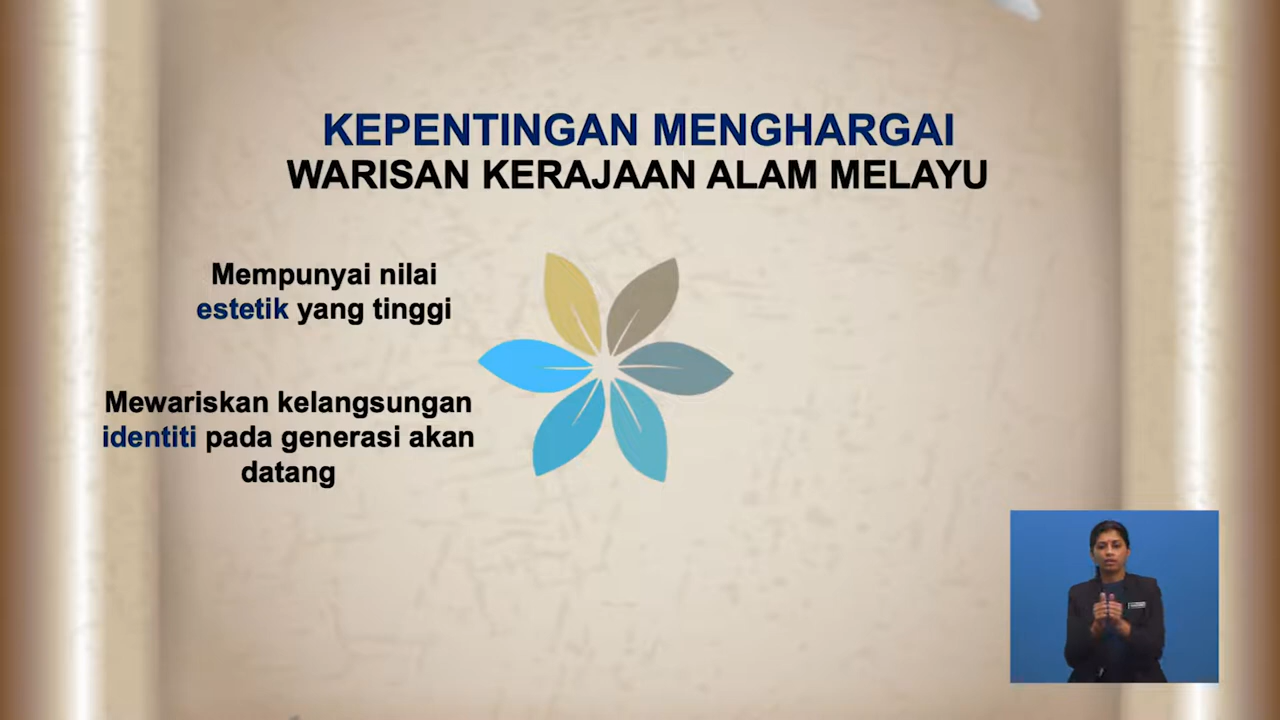 KEPENTINGAN MENGHARGAI
WARISAN KERAJAAN ALAM MELAYU
Mempunyai nilai
estetik yang tinggi
Mewariskan kelangsungan
identiti pada generasi akan
datang